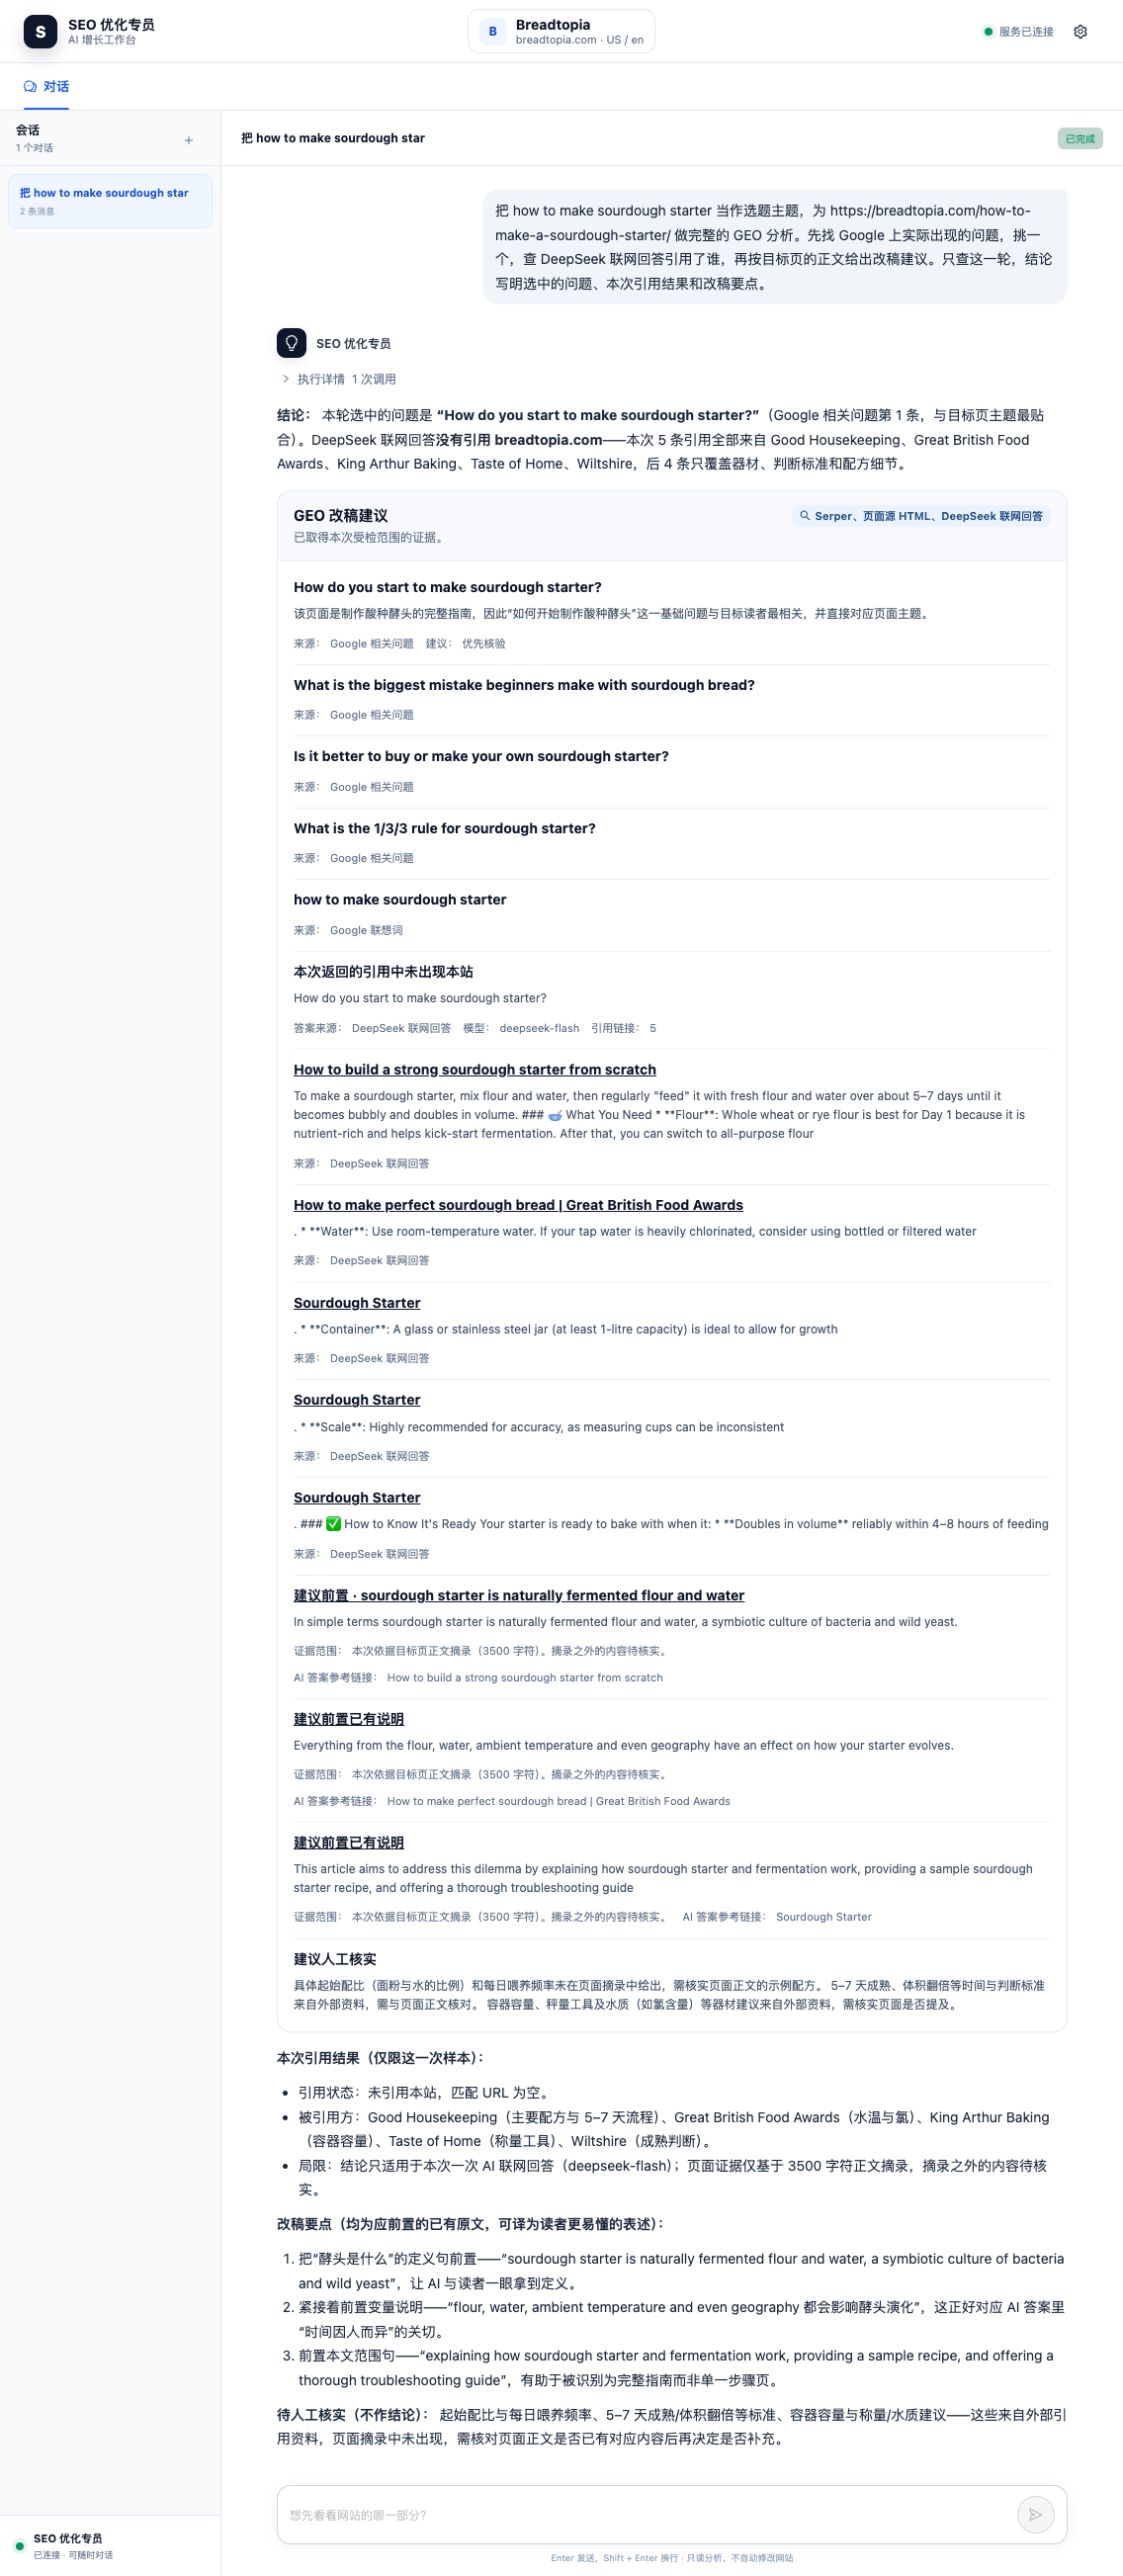 S
SEO 优化专员
AI 增长工作台
B
Breadtopia
breadtopia.com · US / en
服务已连接
对话
会话
1 个对话
+
把 how to make sourdough star
已完成
把 how to make sourdough star
2 条消息
把 how to make sourdough starter 当作选题主题，为 https://breadtopia.com/how-to-
make-a-sourdough-starter/ 做完整的 GEO 分析。先找 Google 上实际出现的问题，挑一
个，查 DeepSeek 联网回答引用了谁，再按目标页的正文给出改稿建议。只查这一轮，结论
写明选中的问题、本次引用结果和改稿要点。
SEO 优化专员
执行详情 1 次调用
结论： 本轮选中的问题是 “How do you start to make sourdough starter?”（Google 相关问题第 1 条，与目标页主题最贴
合）。DeepSeek 联网回答没有引用 breadtopia.com——本次 5 条引用全部来自 Good Housekeeping、Great British Food
Awards、King Arthur Baking、Taste of Home、Wiltshire，后 4 条只覆盖器材、判断标准和配方细节。
GEO 改稿建议
已取得本次受检范围的证据。
Serper、页面源 HTML、DeepSeek 联网回答
How do you start to make sourdough starter?
该页面是制作酸种酵头的完整指南，因此“如何开始制作酸种酵头”这一基础问题与目标读者最相关，并直接对应页面主题。
来源： Google 相关问题 建议： 优先核验
What is the biggest mistake beginners make with sourdough bread?
来源： Google 相关问题
Is it better to buy or make your own sourdough starter?
来源： Google 相关问题
What is the 1/3/3 rule for sourdough starter?
来源： Google 相关问题
how to make sourdough starter
来源： Google 联想词
本次返回的引用中未出现本站
How do you start to make sourdough starter?
答案来源： DeepSeek 联网回答 模型： deepseek-flash 引用链接： 5
How to build a strong sourdough starter from scratch
To make a sourdough starter, mix flour and water, then regularly "feed" it with fresh flour and water over about 5–7 days until it
becomes bubbly and doubles in volume. ### 🥣 What You Need * **Flour**: Whole wheat or rye flour is best for Day 1 because it is
nutrient-rich and helps kick-start fermentation. After that, you can switch to all-purpose flour
来源： DeepSeek 联网回答
How to make perfect sourdough bread | Great British Food Awards
. * **Water**: Use room-temperature water. If your tap water is heavily chlorinated, consider using bottled or filtered water
来源： DeepSeek 联网回答
Sourdough Starter
. * **Container**: A glass or stainless steel jar (at least 1-litre capacity) is ideal to allow for growth
来源： DeepSeek 联网回答
Sourdough Starter
. * **Scale**: Highly recommended for accuracy, as measuring cups can be inconsistent
来源： DeepSeek 联网回答
Sourdough Starter
. ### ✅ How to Know It's Ready Your starter is ready to bake with when it: * **Doubles in volume** reliably within 4–8 hours of feeding
来源： DeepSeek 联网回答
建议前置 · sourdough starter is naturally fermented flour and water
In simple terms sourdough starter is naturally fermented flour and water, a symbiotic culture of bacteria and wild yeast.
证据范围： 本次依据目标页正文摘录（3500 字符）。摘录之外的内容待核实。
AI 答案参考链接： How to build a strong sourdough starter from scratch
建议前置已有说明
Everything from the flour, water, ambient temperature and even geography have an effect on how your starter evolves.
证据范围： 本次依据目标页正文摘录（3500 字符）。摘录之外的内容待核实。
AI 答案参考链接： How to make perfect sourdough bread | Great British Food Awards
建议前置已有说明
This article aims to address this dilemma by explaining how sourdough starter and fermentation work, providing a sample sourdough
starter recipe, and offering a thorough troubleshooting guide
证据范围： 本次依据目标页正文摘录（3500 字符）。摘录之外的内容待核实。 AI 答案参考链接： Sourdough Starter
建议人工核实
具体起始配比（面粉与水的比例）和每日喂养频率未在页面摘录中给出，需核实页面正文的示例配方。 5–7 天成熟、体积翻倍等时间与判断标准
来自外部资料，需与页面正文核对。 容器容量、秤量工具及水质（如氯含量）等器材建议来自外部资料，需核实页面是否提及。
本次引用结果（仅限这一次样本）：
• 引用状态：未引用本站，匹配 URL 为空。
• 被引用方：Good Housekeeping（主要配方与 5–7 天流程）、Great British Food Awards（水温与氯）、King Arthur Baking
（容器容量）、Taste of Home（称量工具）、Wiltshire（成熟判断）。
• 局限：结论只适用于本次一次 AI 联网回答（deepseek-flash）；页面证据仅基于 3500 字符正文摘录，摘录之外的内容待核
实。
改稿要点（均为应前置的已有原文，可译为读者更易懂的表述）：
1. 把“酵头是什么”的定义句前置——“sourdough starter is naturally fermented flour and water, a symbiotic culture of bacteria
and wild yeast”，让 AI 与读者一眼拿到定义。
2. 紧接着前置变量说明——“flour, water, ambient temperature and even geography 都会影响酵头演化”，这正好对应 AI 答案里
“时间因人而异”的关切。
3. 前置本文范围句——“explaining how sourdough starter and fermentation work, providing a sample recipe, and offering a
thorough troubleshooting guide”，有助于被识别为完整指南而非单一步骤页。
待人工核实（不作结论）： 起始配比与每日喂养频率、5–7 天成熟/体积翻倍等标准、容器容量与称量/水质建议——这些来自外部引
用资料，页面摘录中未出现，需核对页面正文是否已有对应内容后再决定是否补充。
想先看看网站的哪一部分？
Enter 发送，Shift + Enter 换行 · 只读分析，不自动修改网站
SEO 优化专员
已连接 · 可随时对话